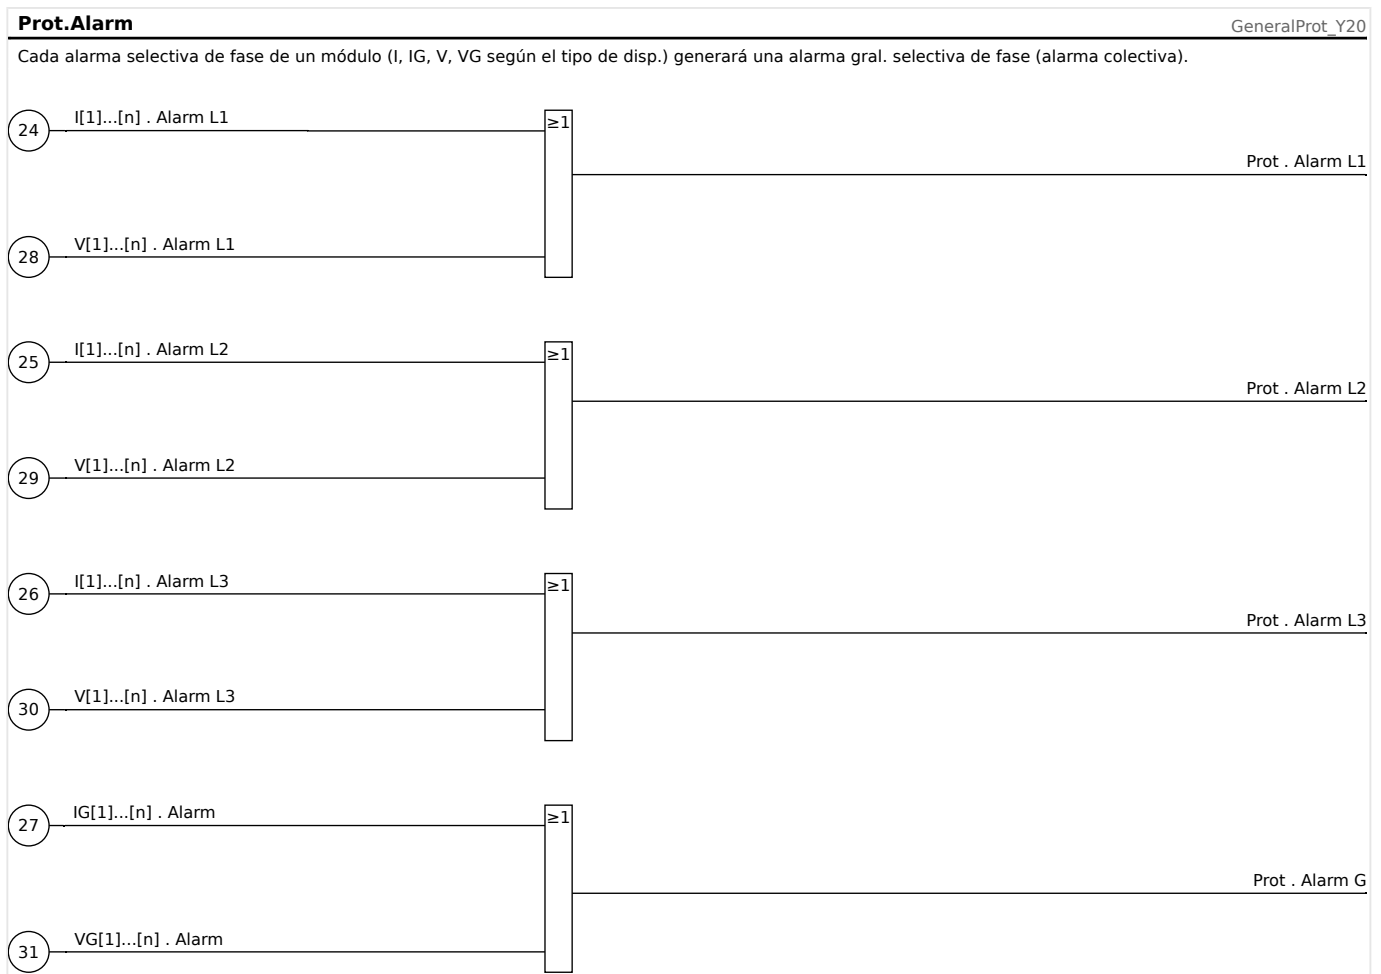 Prot.Alarm
GeneralProt_Y20
Cada alarma selectiva de fase de un módulo (I, IG, V, VG según el tipo de disp.) generará una alarma gral. selectiva de fase (alarma colectiva).
24
I[1]...[n] . Alarm L1
≥1
Prot . Alarm L1
28
V[1]...[n] . Alarm L1
25
I[1]...[n] . Alarm L2
≥1
Prot . Alarm L2
29
V[1]...[n] . Alarm L2
26
I[1]...[n] . Alarm L3
≥1
Prot . Alarm L3
30
V[1]...[n] . Alarm L3
27
IG[1]...[n] . Alarm
≥1
Prot . Alarm G
31
VG[1]...[n] . Alarm